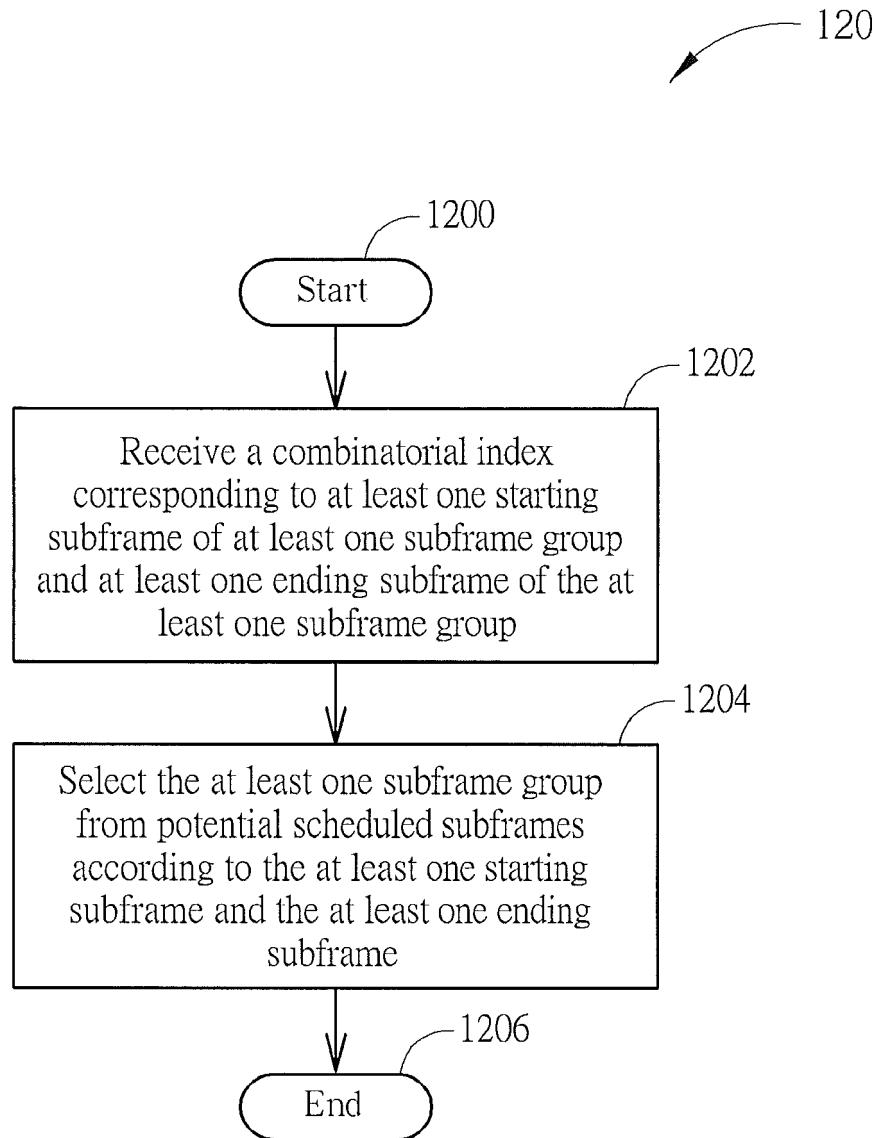 120
1200
Start
1202
Receive a combinatorial index
corresponding to at least one starting
subframe of at least one subframe group
and at least one ending subframe of the at
least one subframe group
1204
Select the at least one subframe group
from potential scheduled subframes
according to the at least one starting
subframe and the at least one ending
subframe
1206
End